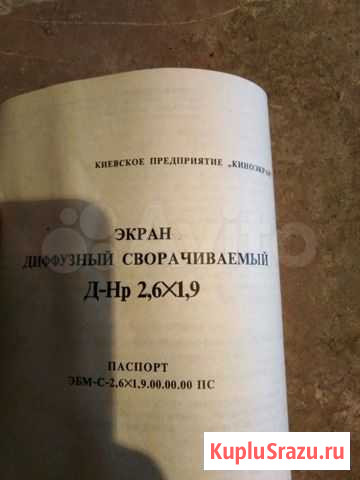 КИЕВСКОЕ ПРЕДПРИЯТИЕ „КИНОЭКРАН
ЭКРАН
ДИФФУЗНЫЙ СВОРАЧИВАЕМЫЙ
Д-Нр 2,6×1,9
ПАСПОРТ
ЭБМ-С-2,6×1,9.00.00.00 ПС
Avito
KupluSrazu.ru